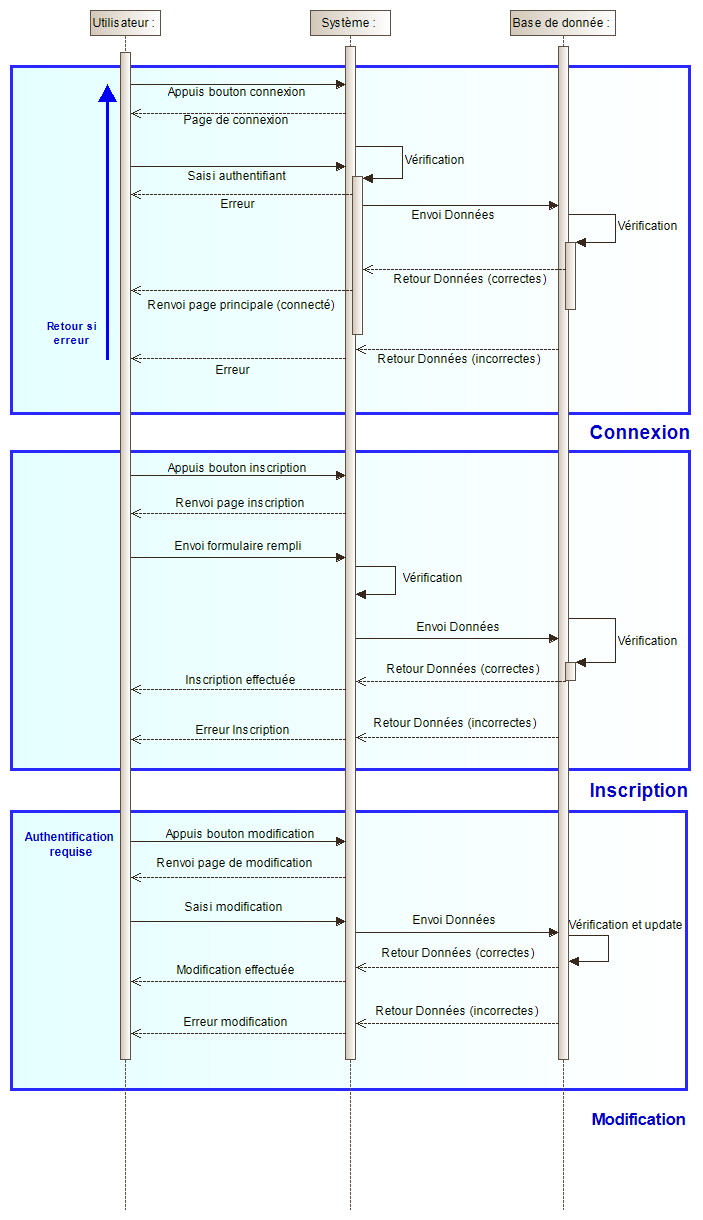 Utilisateur :
Système :
Base de donnée :
Appuis bouton connexion
Page de connexion
Vérification
Saisi authentifiant
Erreur
Envoi Données
Vérification
Retour Données (correctes)
Renvoi page principale (connecté)
Retour si
erreur
Retour Données (incorrectes)
Erreur
Connexion
Appuis bouton inscription
Renvoi page inscription
Envoi formulaire rempli
Vérification
Envoi Données
Vérification
Retour Données (correctes)
Inscription effectuée
Retour Données (incorrectes)
Erreur Inscription
Inscription
Authentification
requise
Appuis bouton modification
Renvoi page de modification
Saisi modification
Envoi Données
Vérification et update
Retour Données (correctes)
Modification effectuée
Retour Données (incorrectes)
Erreur modification
Modification